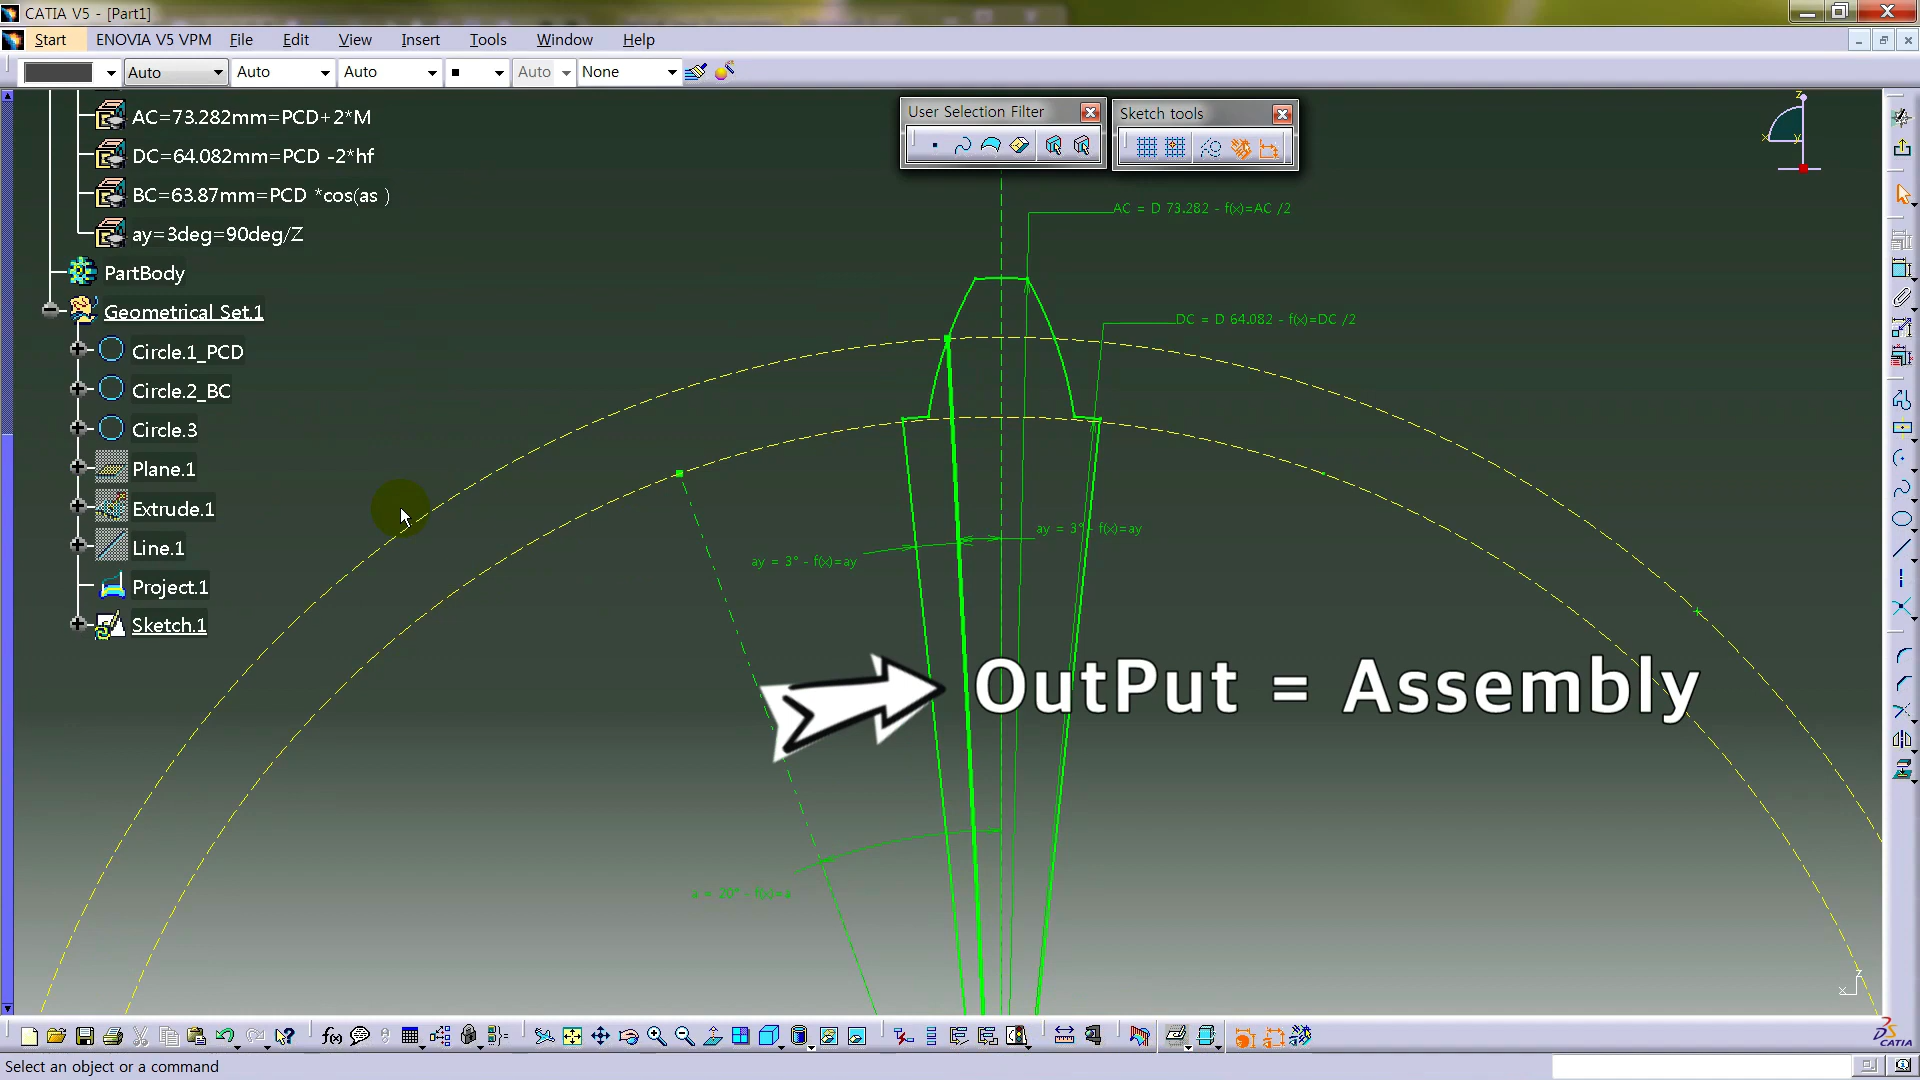 CATIA V5 - [Part1]
Start ENOVIA V5 VPM File Edit View Insert Tools Window Help
Auto Auto Auto Auto None
AC=73.282mm=PCD+2*M
DC=64.082mm=PCD -2*hf
BC=63.87mm=PCD *cos(as )
ay=3deg=90deg/Z
PartBody
Geometrical Set.1
Circle.1_PCD
Circle.2_BC
Circle.3
Plane.1
Extrude.1
Line.1
Project.1
Sketch.1
User Selection Filter
Sketch tools
AC = D 73.282 - f(x)=AC /2
DC = D 64.082 - f(x)=DC /2
ay = 3° - f(x)=ay
ay = 3° - f(x)=ay
OutPut = Assembly
a = 20° - f(x)=a
z
x
y
z
x
f(x)
CATIA
Select an object or a command